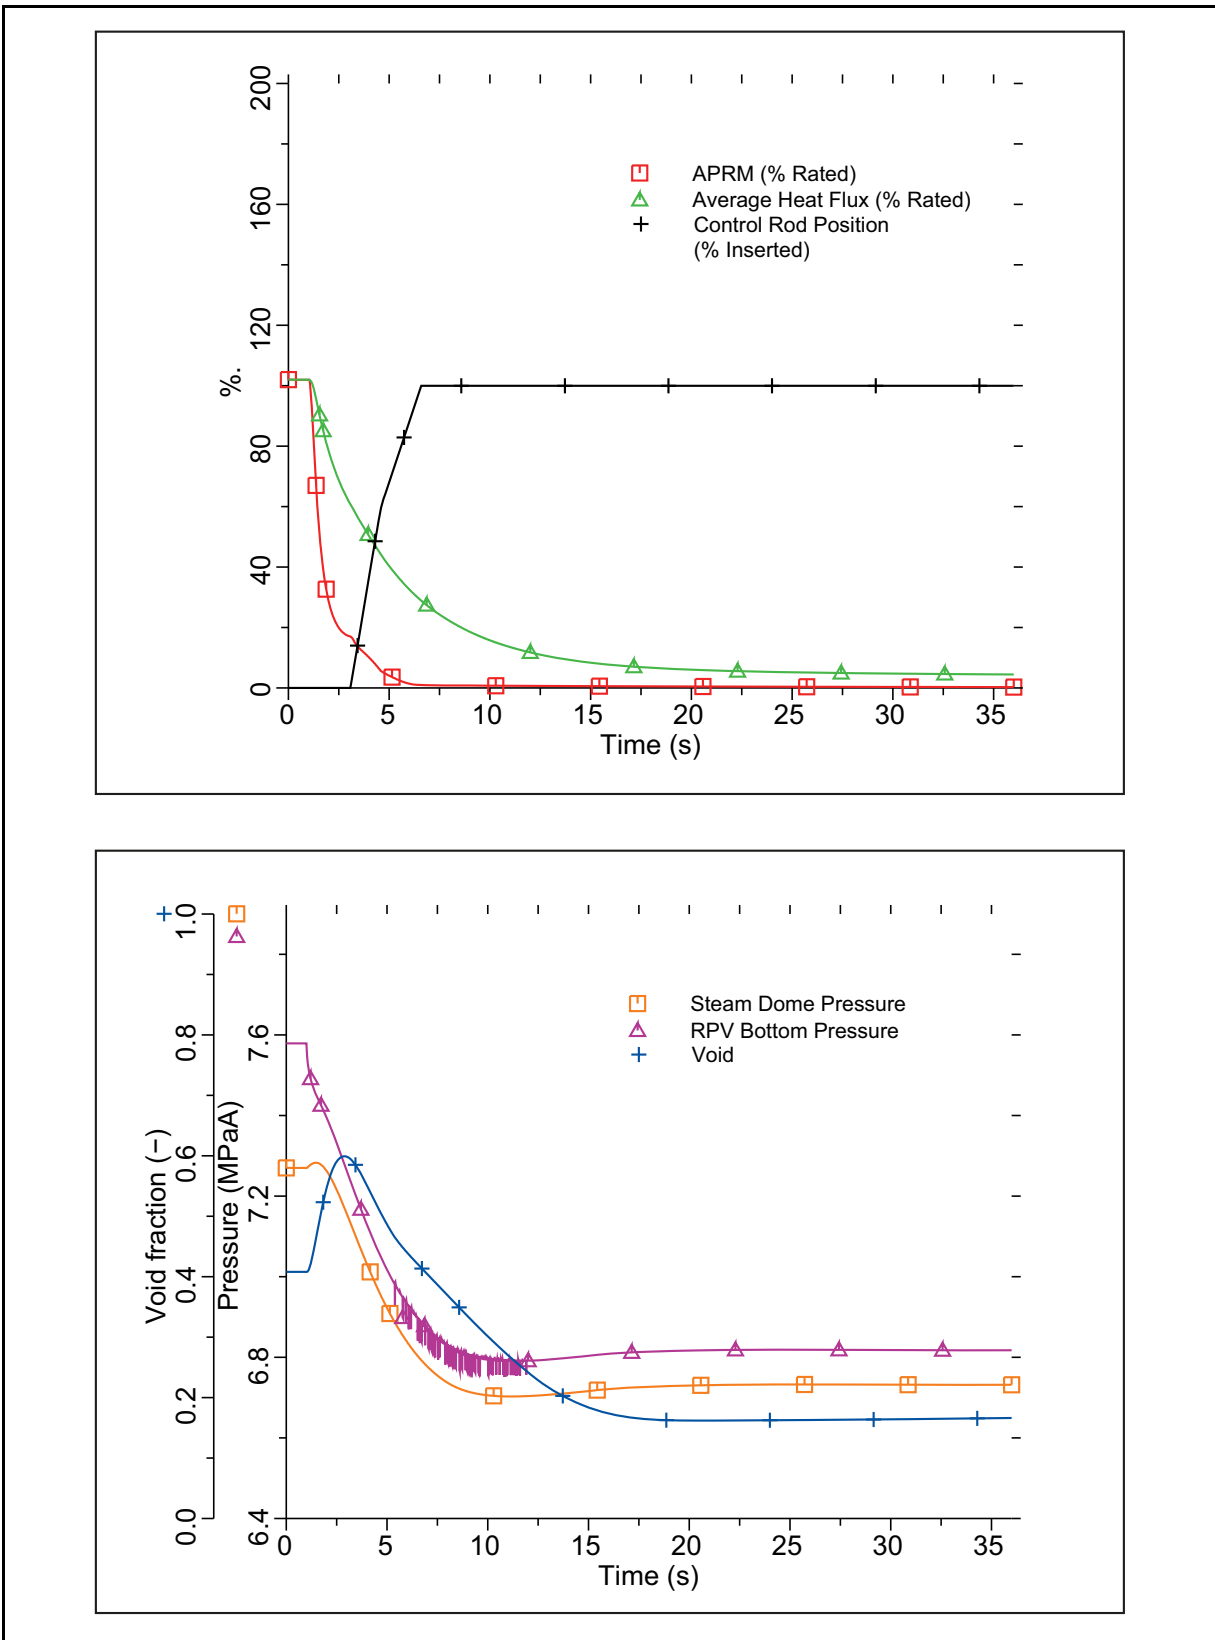 200
160
120
80
40
0
%.
APRM (% Rated)
Average Heat Flux (% Rated)
Control Rod Position
(% Inserted)
0 5 10 15 20 25 30 35
Time (s)
1.0
0.8
0.6
0.4
0.2
0.0
Void fraction (−)
7.6
7.2
6.8
6.4
Pressure (MPaA)
Steam Dome Pressure
RPV Bottom Pressure
Void
0 5 10 15 20 25 30 35
Time (s)